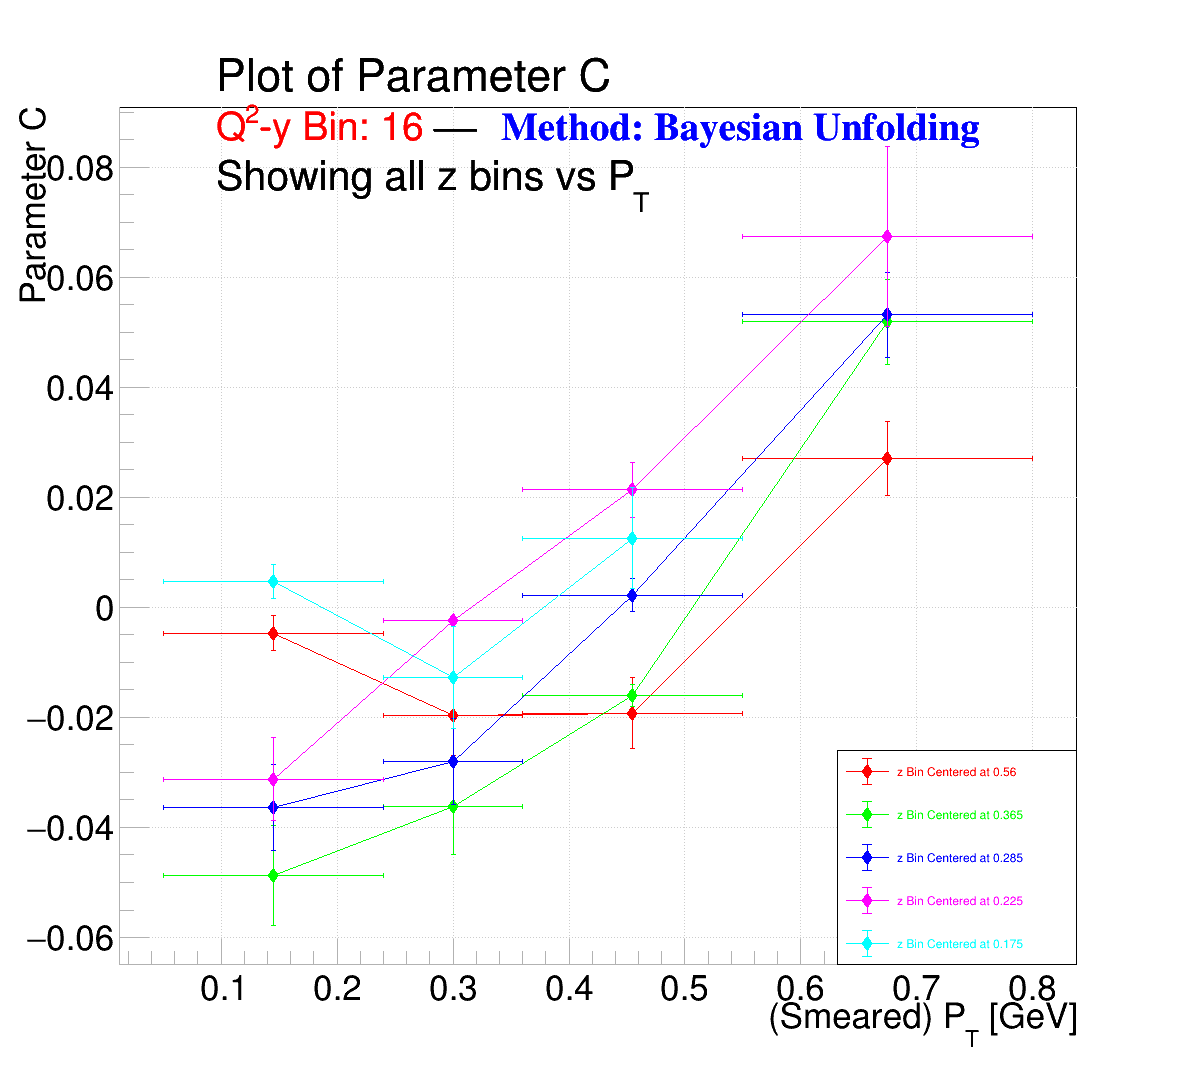 Plot of Parameter C
Q²-y Bin: 16 — Method: Bayesian Unfolding
Showing all z bins vs P_T
Parameter C
0.08
0.06
0.04
0.02
0
−0.02
−0.04
−0.06
z Bin Centered at 0.56
z Bin Centered at 0.365
z Bin Centered at 0.285
z Bin Centered at 0.225
z Bin Centered at 0.175
0.1 0.2 0.3 0.4 0.5 0.6 0.7 0.8
(Smeared) P_T [GeV]